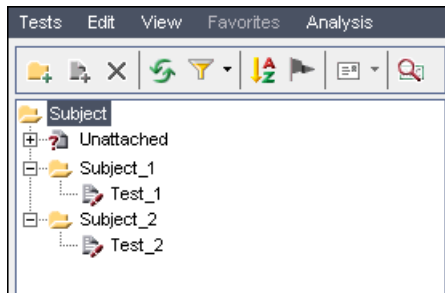 Tests Edit View Favorites Analysis
Subject
Unattached
Subject_1
Test_1
Subject_2
Test_2